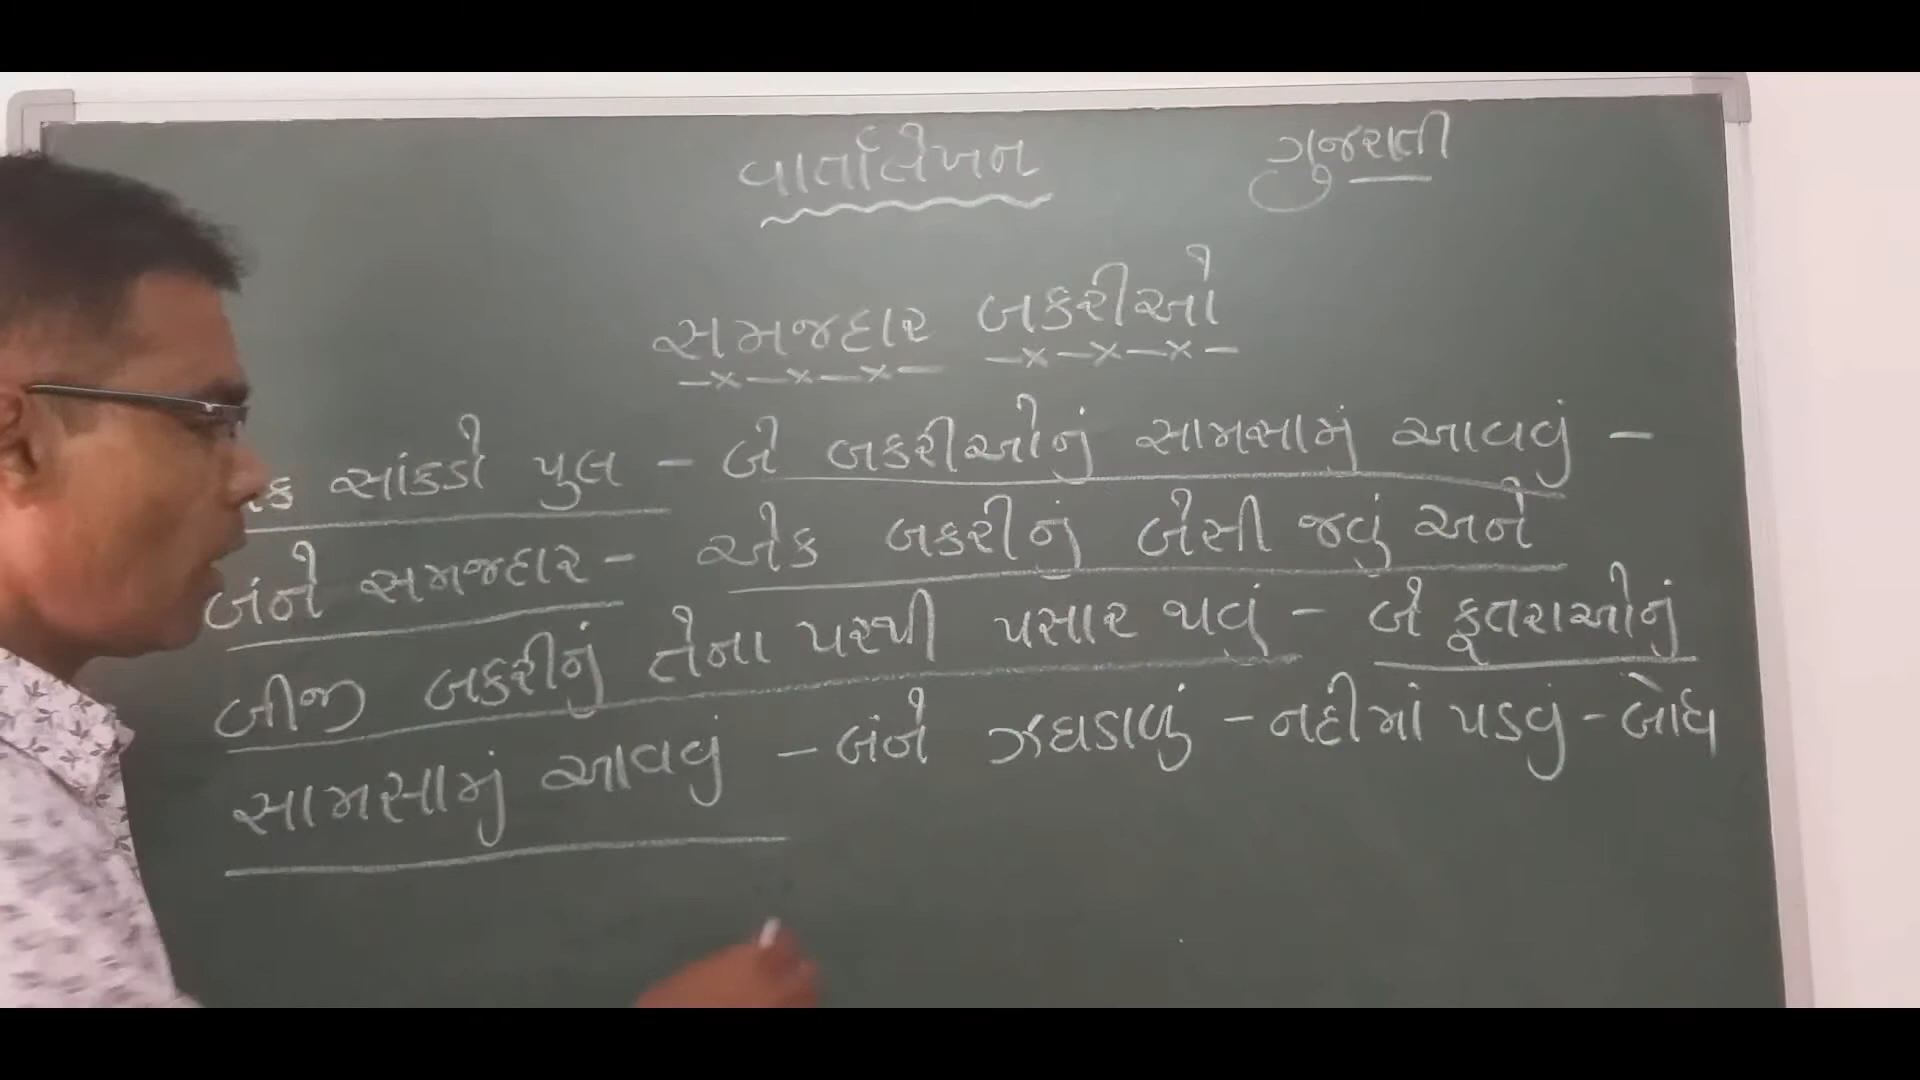 વાર્તાલેખન
ગુજરાતી
સમજદાર બકરીઓ
સાંકડો પુલ – બે બકરીઓનું સામસામું આવવું –
બંને સમજદાર – એક બકરીનું બેસી જવું અને
બીજી બકરીનું તેના પરથી પસાર થવું – બે કૂતરાઓનું
સામસામું આવવું – બંને ઝઘડાળું – નદીમાં પડવું – બોધ